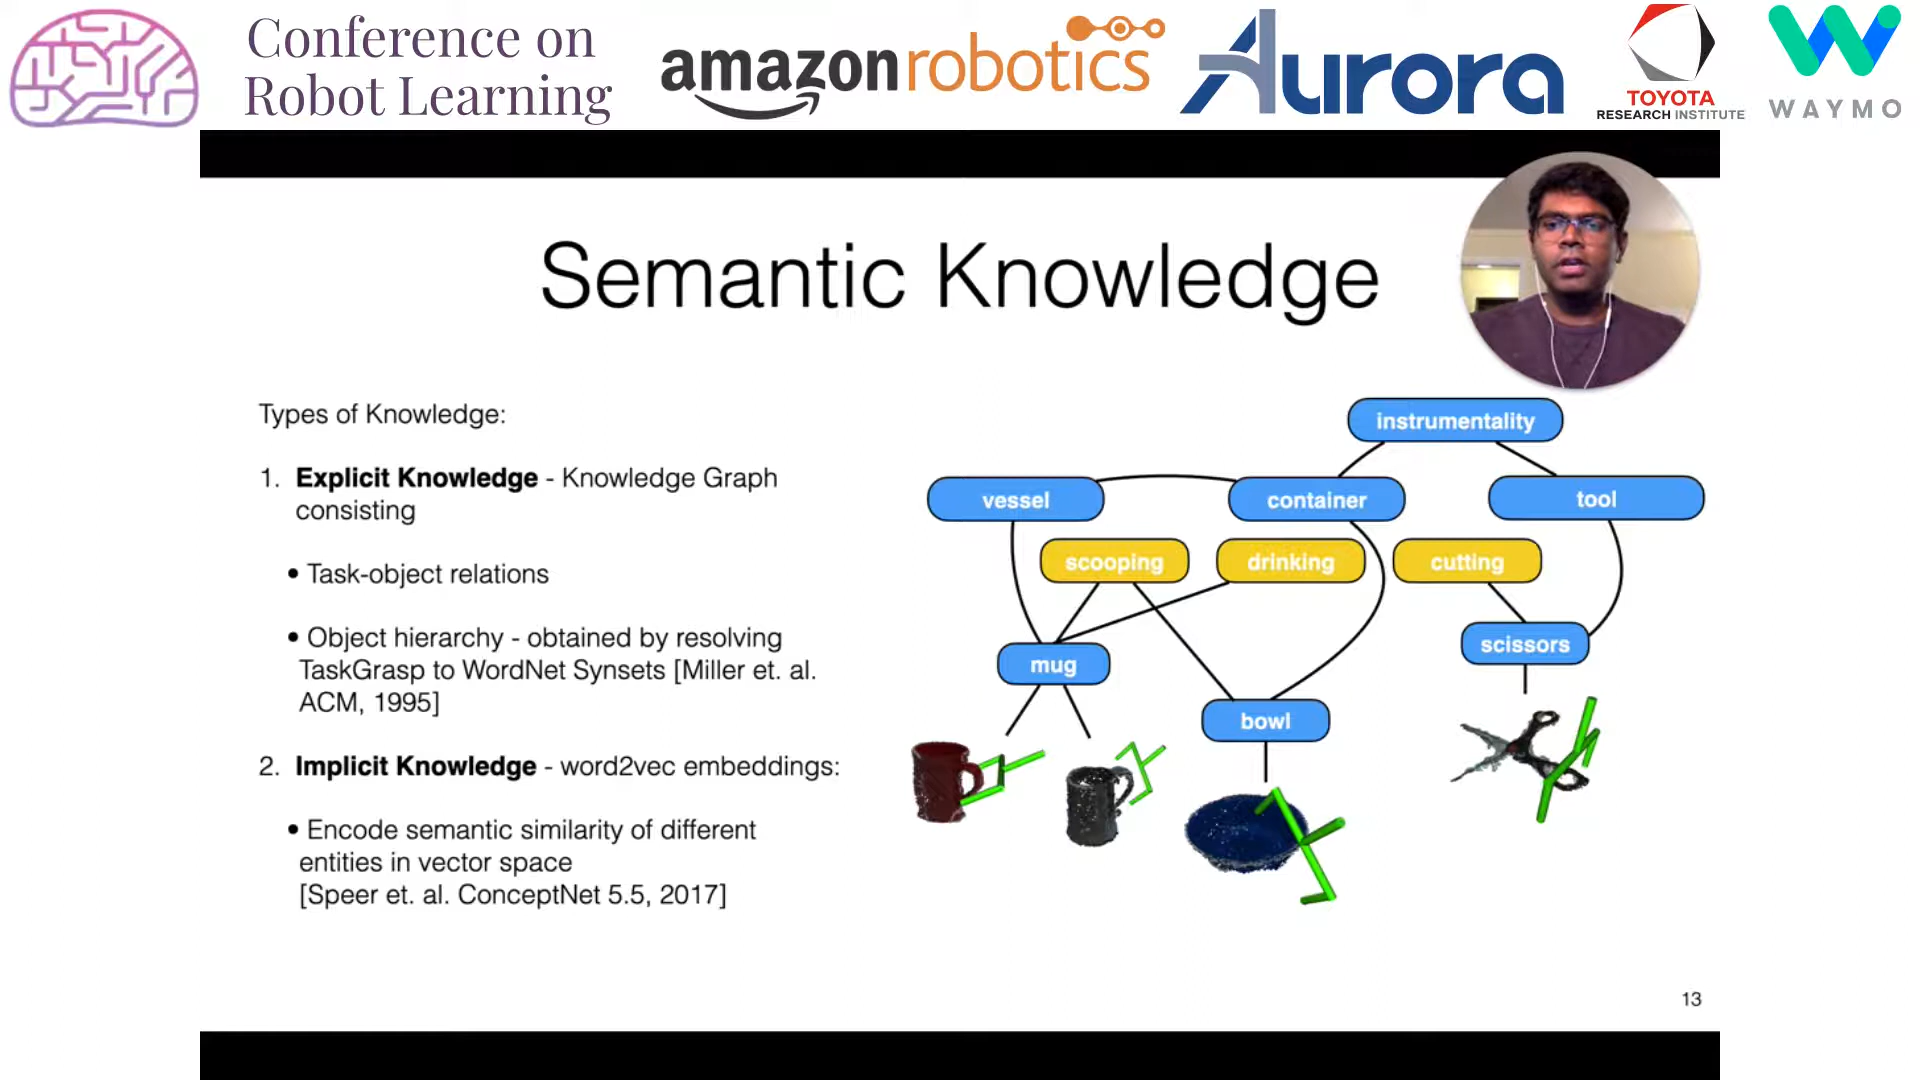 Conference on
Robot Learning
amazonrobotics
Aurora
TOYOTA
RESEARCH INSTITUTE
WAYMO
Semantic Knowledge
Types of Knowledge:
1. Explicit Knowledge - Knowledge Graph
consisting
• Task-object relations
• Object hierarchy - obtained by resolving
TaskGrasp to WordNet Synsets [Miller et. al.
ACM, 1995]
2. Implicit Knowledge - word2vec embeddings:
• Encode semantic similarity of different
entities in vector space
[Speer et. al. ConceptNet 5.5, 2017]
instrumentality
vessel
container
tool
scooping
drinking
cutting
scissors
mug
bowl
13